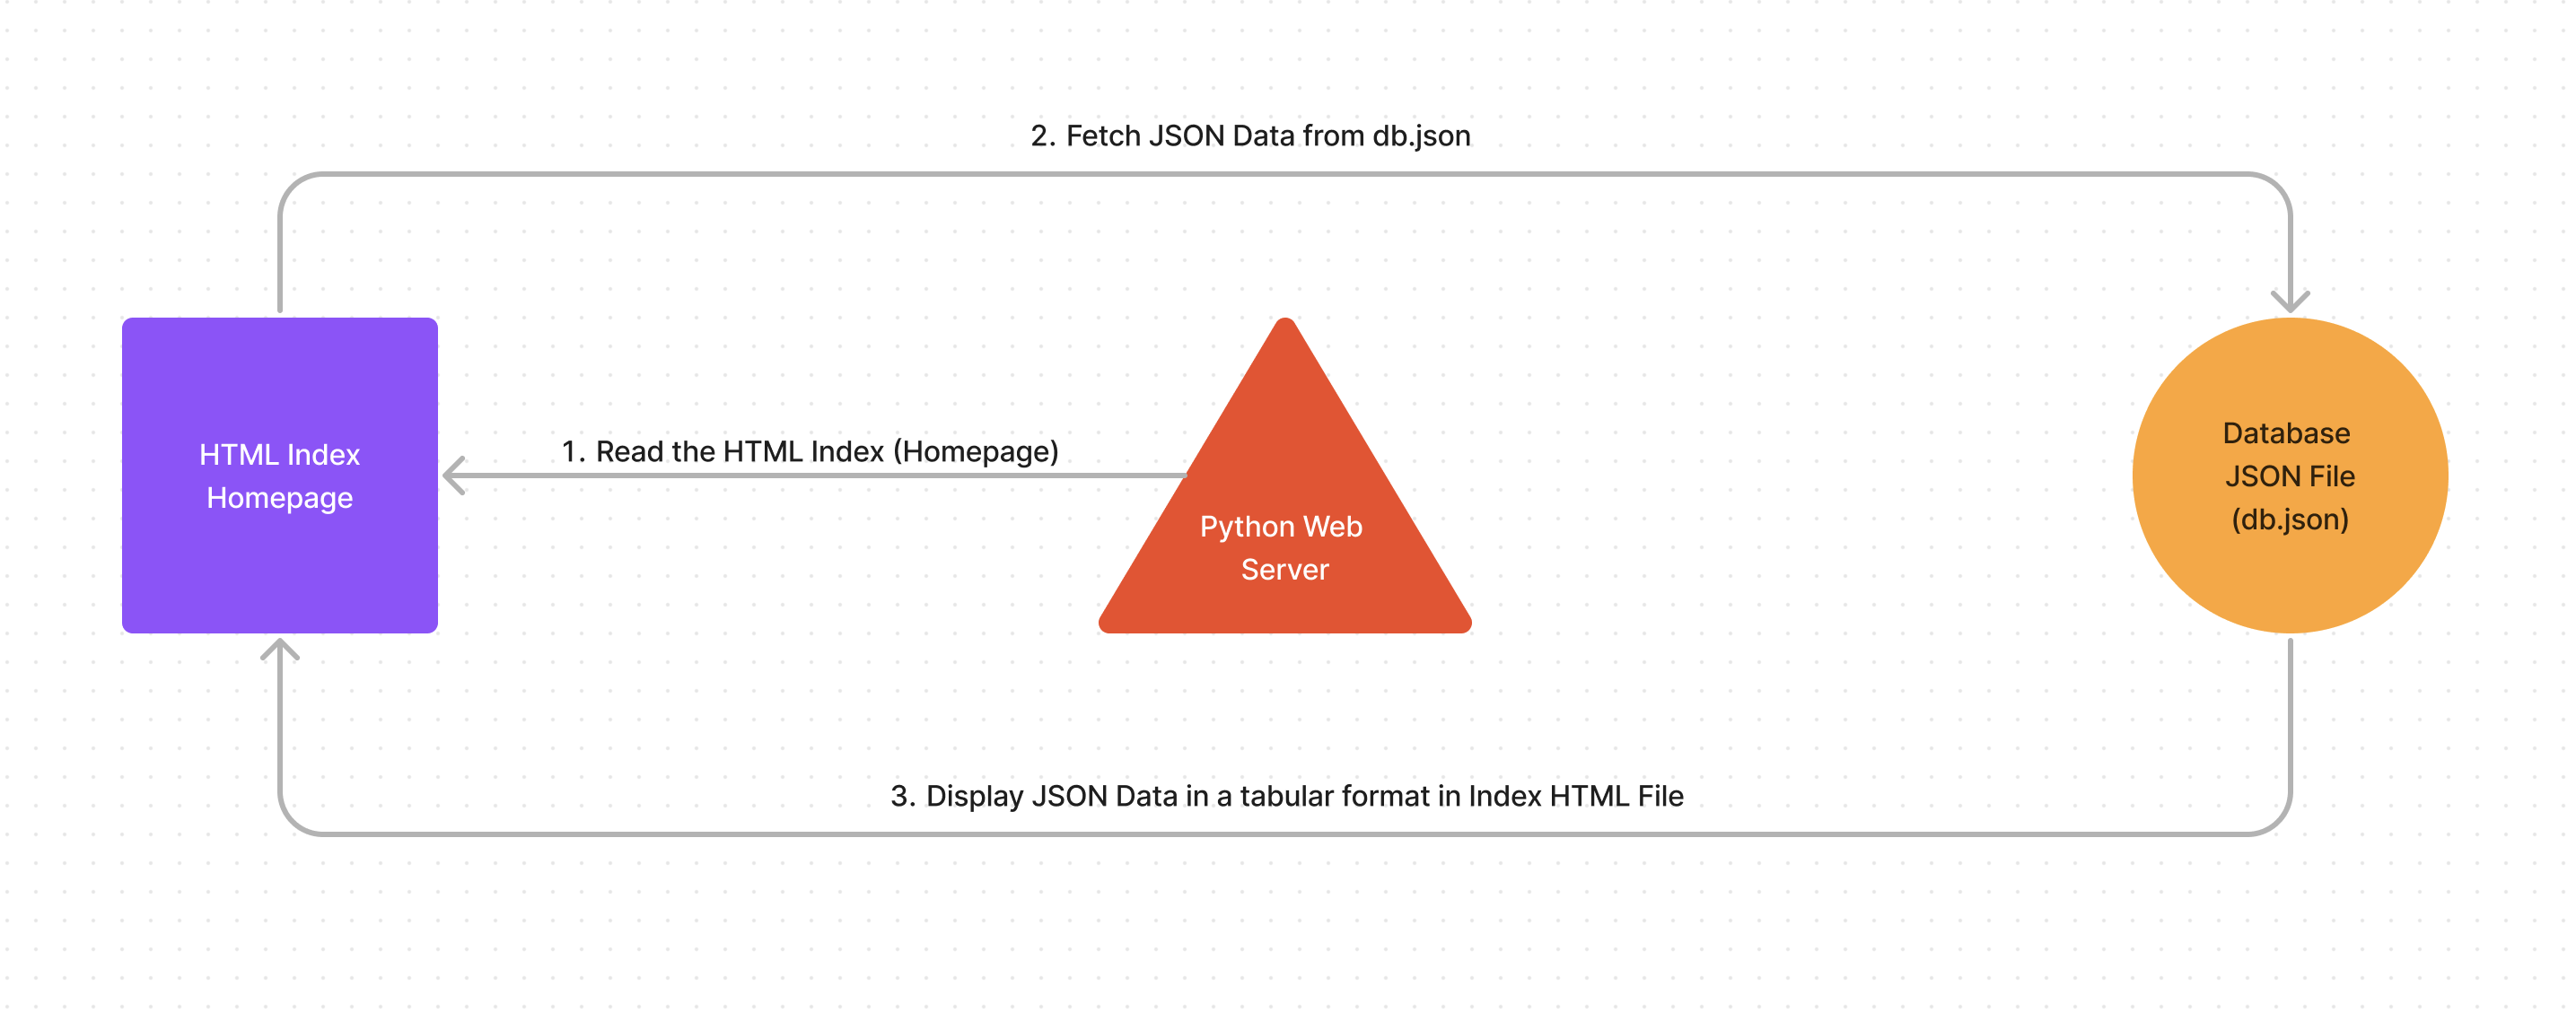 2. Fetch JSON Data from db.json
HTML Index
Homepage
1. Read the HTML Index (Homepage)
Python Web
Server
Database
JSON File
(db.json)
3. Display JSON Data in a tabular format in Index HTML File